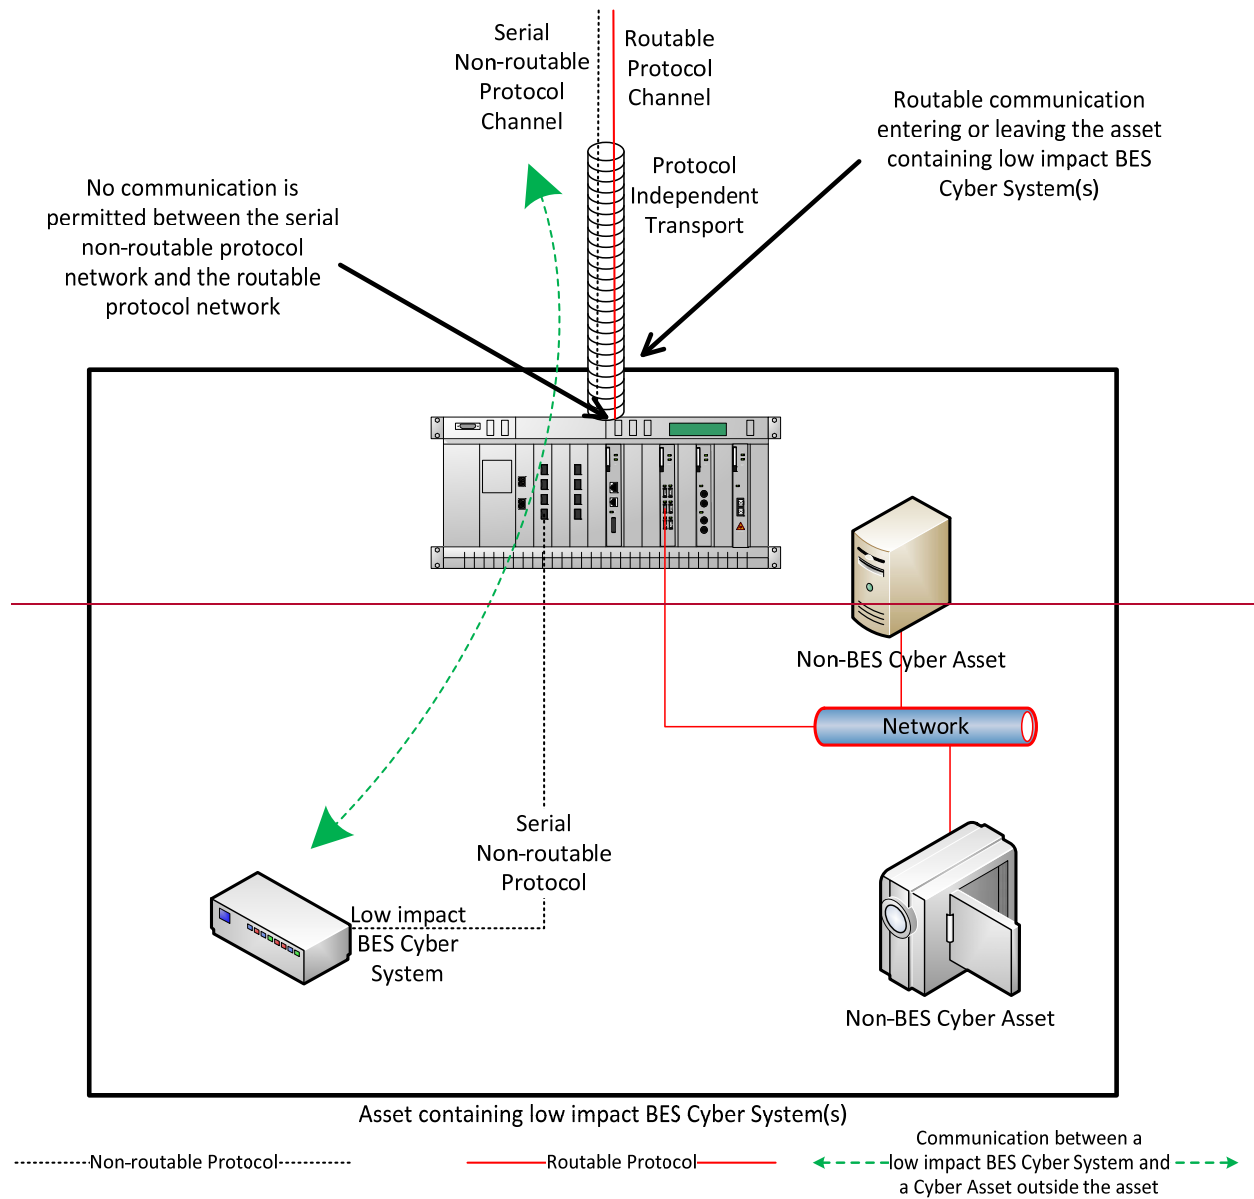 Serial
Non-routable
Protocol
Channel
Routable
Protocol
Channel
Routable communication
entering or leaving the asset
containing low impact BES
Cyber System(s)
Protocol
Independent
Transport
No communication is
permitted between the serial
non-routable protocol
network and the routable
protocol network
Non-BES Cyber Asset
Network
Serial
Non-routable
Protocol
Low impact
BES Cyber
System
Non-BES Cyber Asset
Asset containing low impact BES Cyber System(s)
Non-routable Protocol
Routable Protocol
Communication between a
low impact BES Cyber System and
a Cyber Asset outside the asset